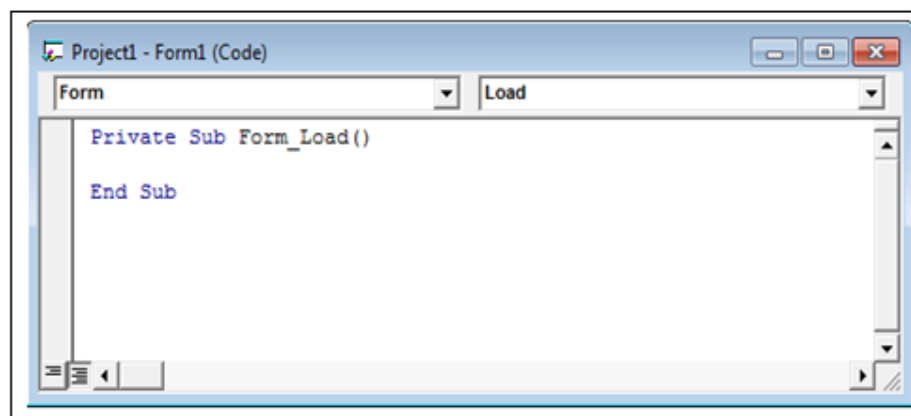 Project1 - Form1 (Code)
Form Load
Private Sub Form_Load()
End Sub